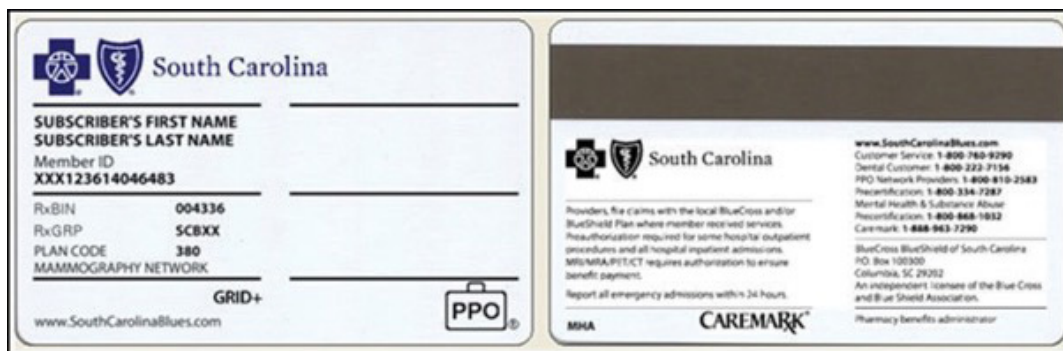 South Carolina
SUBSCRIBER'S FIRST NAME
SUBSCRIBER'S LAST NAME
Member ID
XXX123614046483
RxBIN 004336
RxGRP SCBXX
PLAN CODE 380
MAMMOGRAPHY NETWORK
GRID+
www.SouthCarolinaBlues.com
PPO®
South Carolina
Providers, file claims with the local BlueCross and/or
BlueShield Plan where member received services.
Preauthorization required for some hospital outpatient
procedures and all hospital inpatient admissions.
MRI/MRA/PET/CT requires authorization to ensure
benefit payment.
Report all emergency admissions within 24 hours.
MHA
CAREMARK®
www.SouthCarolinaBlues.com
Customer Service: 1-800-760-9290
Dental Customer: 1-800-222-7156
PPO Network Providers: 1-800-810-2583
Precertification: 1-800-334-7287
Mental Health & Substance Abuse
Precertification: 1-800-868-1032
Caremark: 1-888-963-7290
BlueCross BlueShield of South Carolina
P.O. Box 100300
Columbia, SC 29202
An independent licensee of the Blue Cross
and Blue Shield Association.
Pharmacy benefits administrator